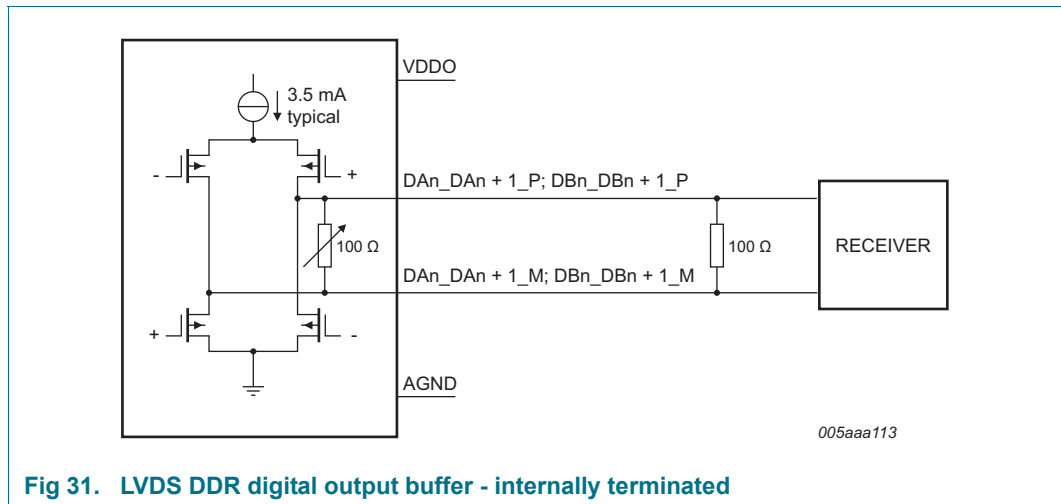 VDDO
3.5 mA
typical
-
+
DAn_DAn + 1_P; DBn_DBn + 1_P
100 Ω
100 Ω
RECEIVER
DAn_DAn + 1_M; DBn_DBn + 1_M
+
-
AGND
005aaa113
Fig 31. LVDS DDR digital output buffer - internally terminated